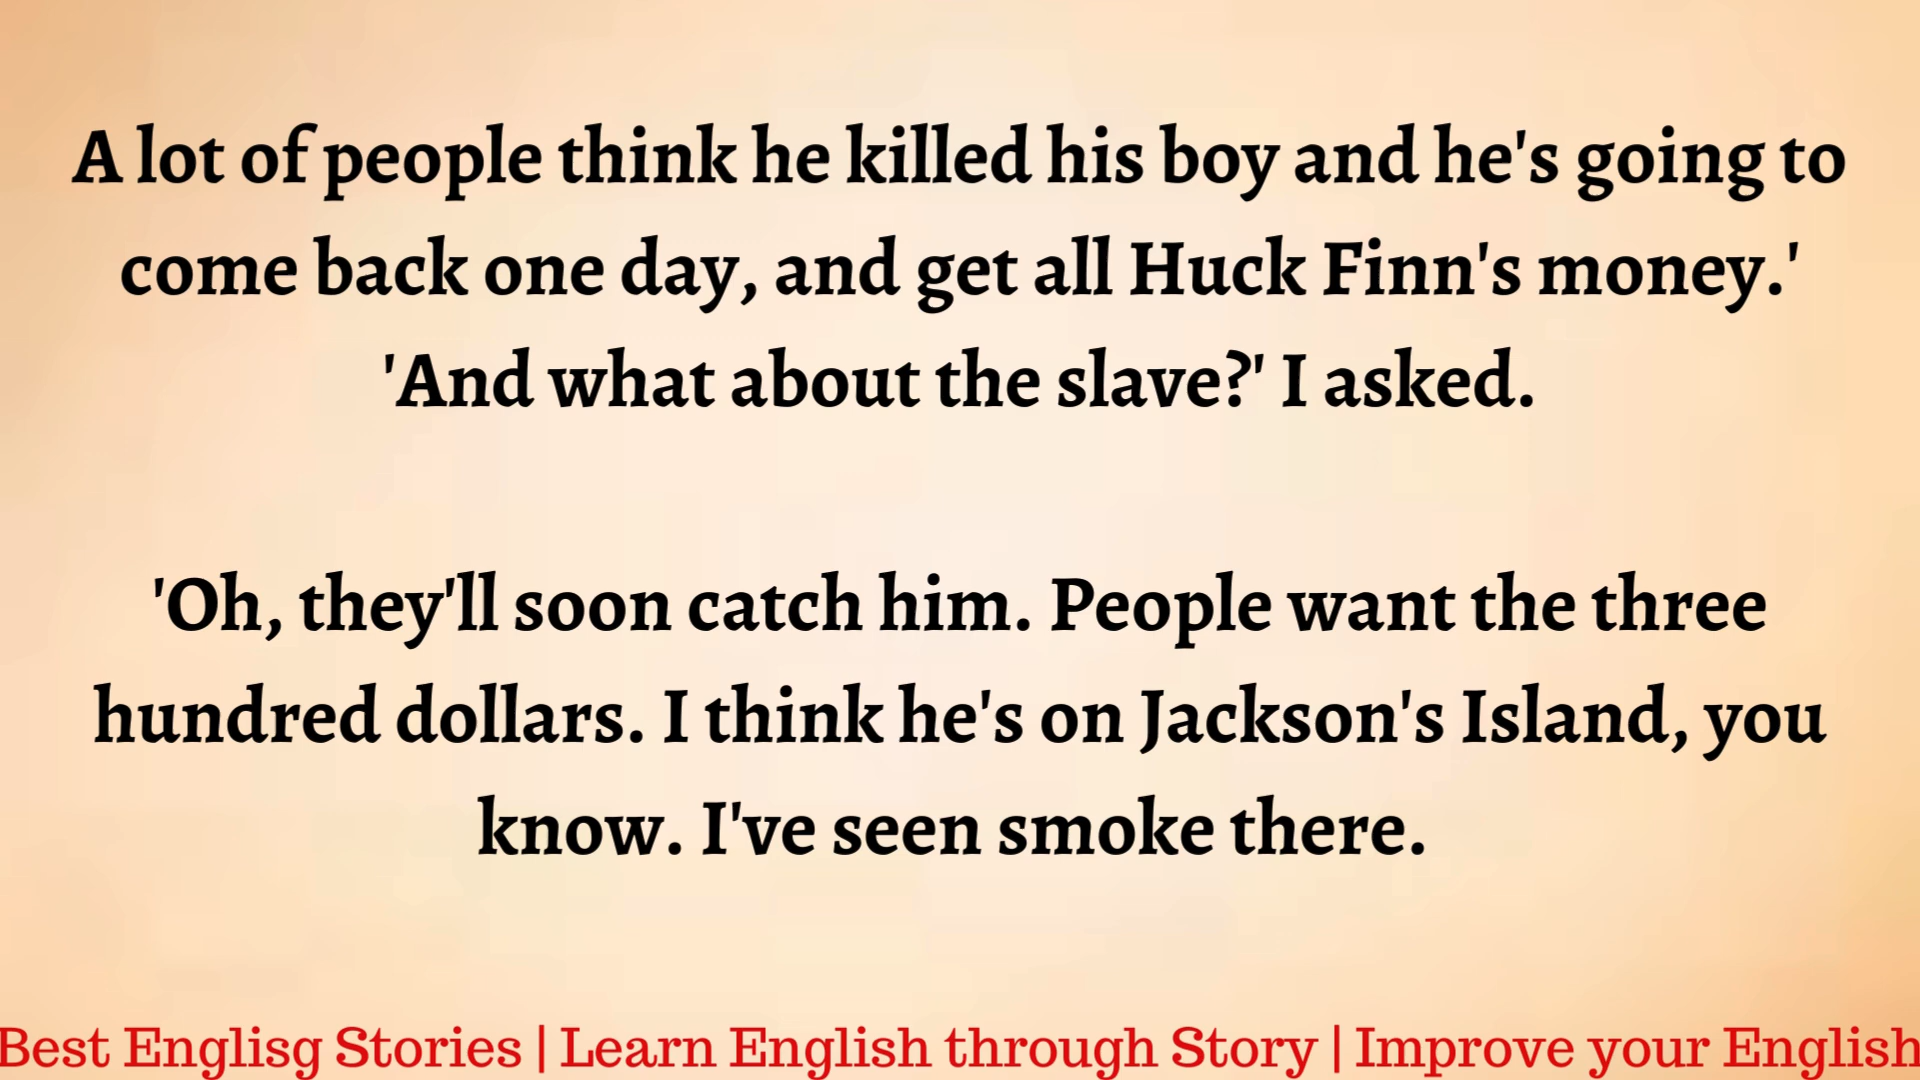 A lot of people think he killed his boy and he's going to
come back one day, and get all Huck Finn's money.'
'And what about the slave?' I asked.
'Oh, they'll soon catch him. People want the three
hundred dollars. I think he's on Jackson's Island, you
know. I've seen smoke there.
Best Englisg Stories | Learn English through Story | Improve your English